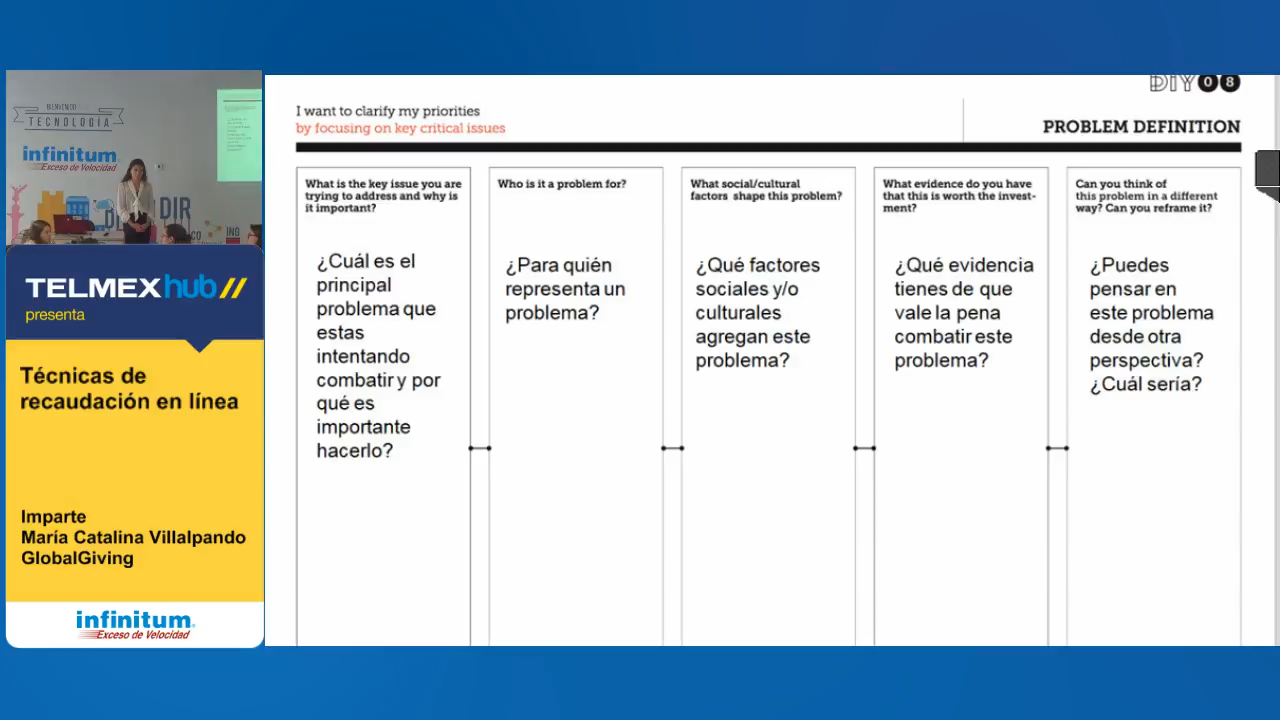 BIENVENIDO
TECNOLOGÍA
infinitum
Exceso de Velocidad
TELMEXhub//
presenta
Técnicas de
recaudación en línea
Imparte
María Catalina Villalpando
GlobalGiving
infinitum
Exceso de Velocidad
DIY 08
I want to clarify my priorities
by focusing on key critical issues
PROBLEM DEFINITION
What is the key issue you are
trying to address and why is
it important?
¿Cuál es el
principal
problema que
estas
intentando
combatir y por
qué es
importante
hacerlo?
Who is it a problem for?
¿Para quién
representa un
problema?
What social/cultural
factors shape this problem?
¿Qué factores
sociales y/o
culturales
agregan este
problema?
What evidence do you have
that this is worth the invest-
ment?
¿Qué evidencia
tienes de que
vale la pena
combatir este
problema?
Can you think of
this problem in a different
way? Can you reframe it?
¿Puedes
pensar en
este problema
desde otra
perspectiva?
¿Cuál sería?